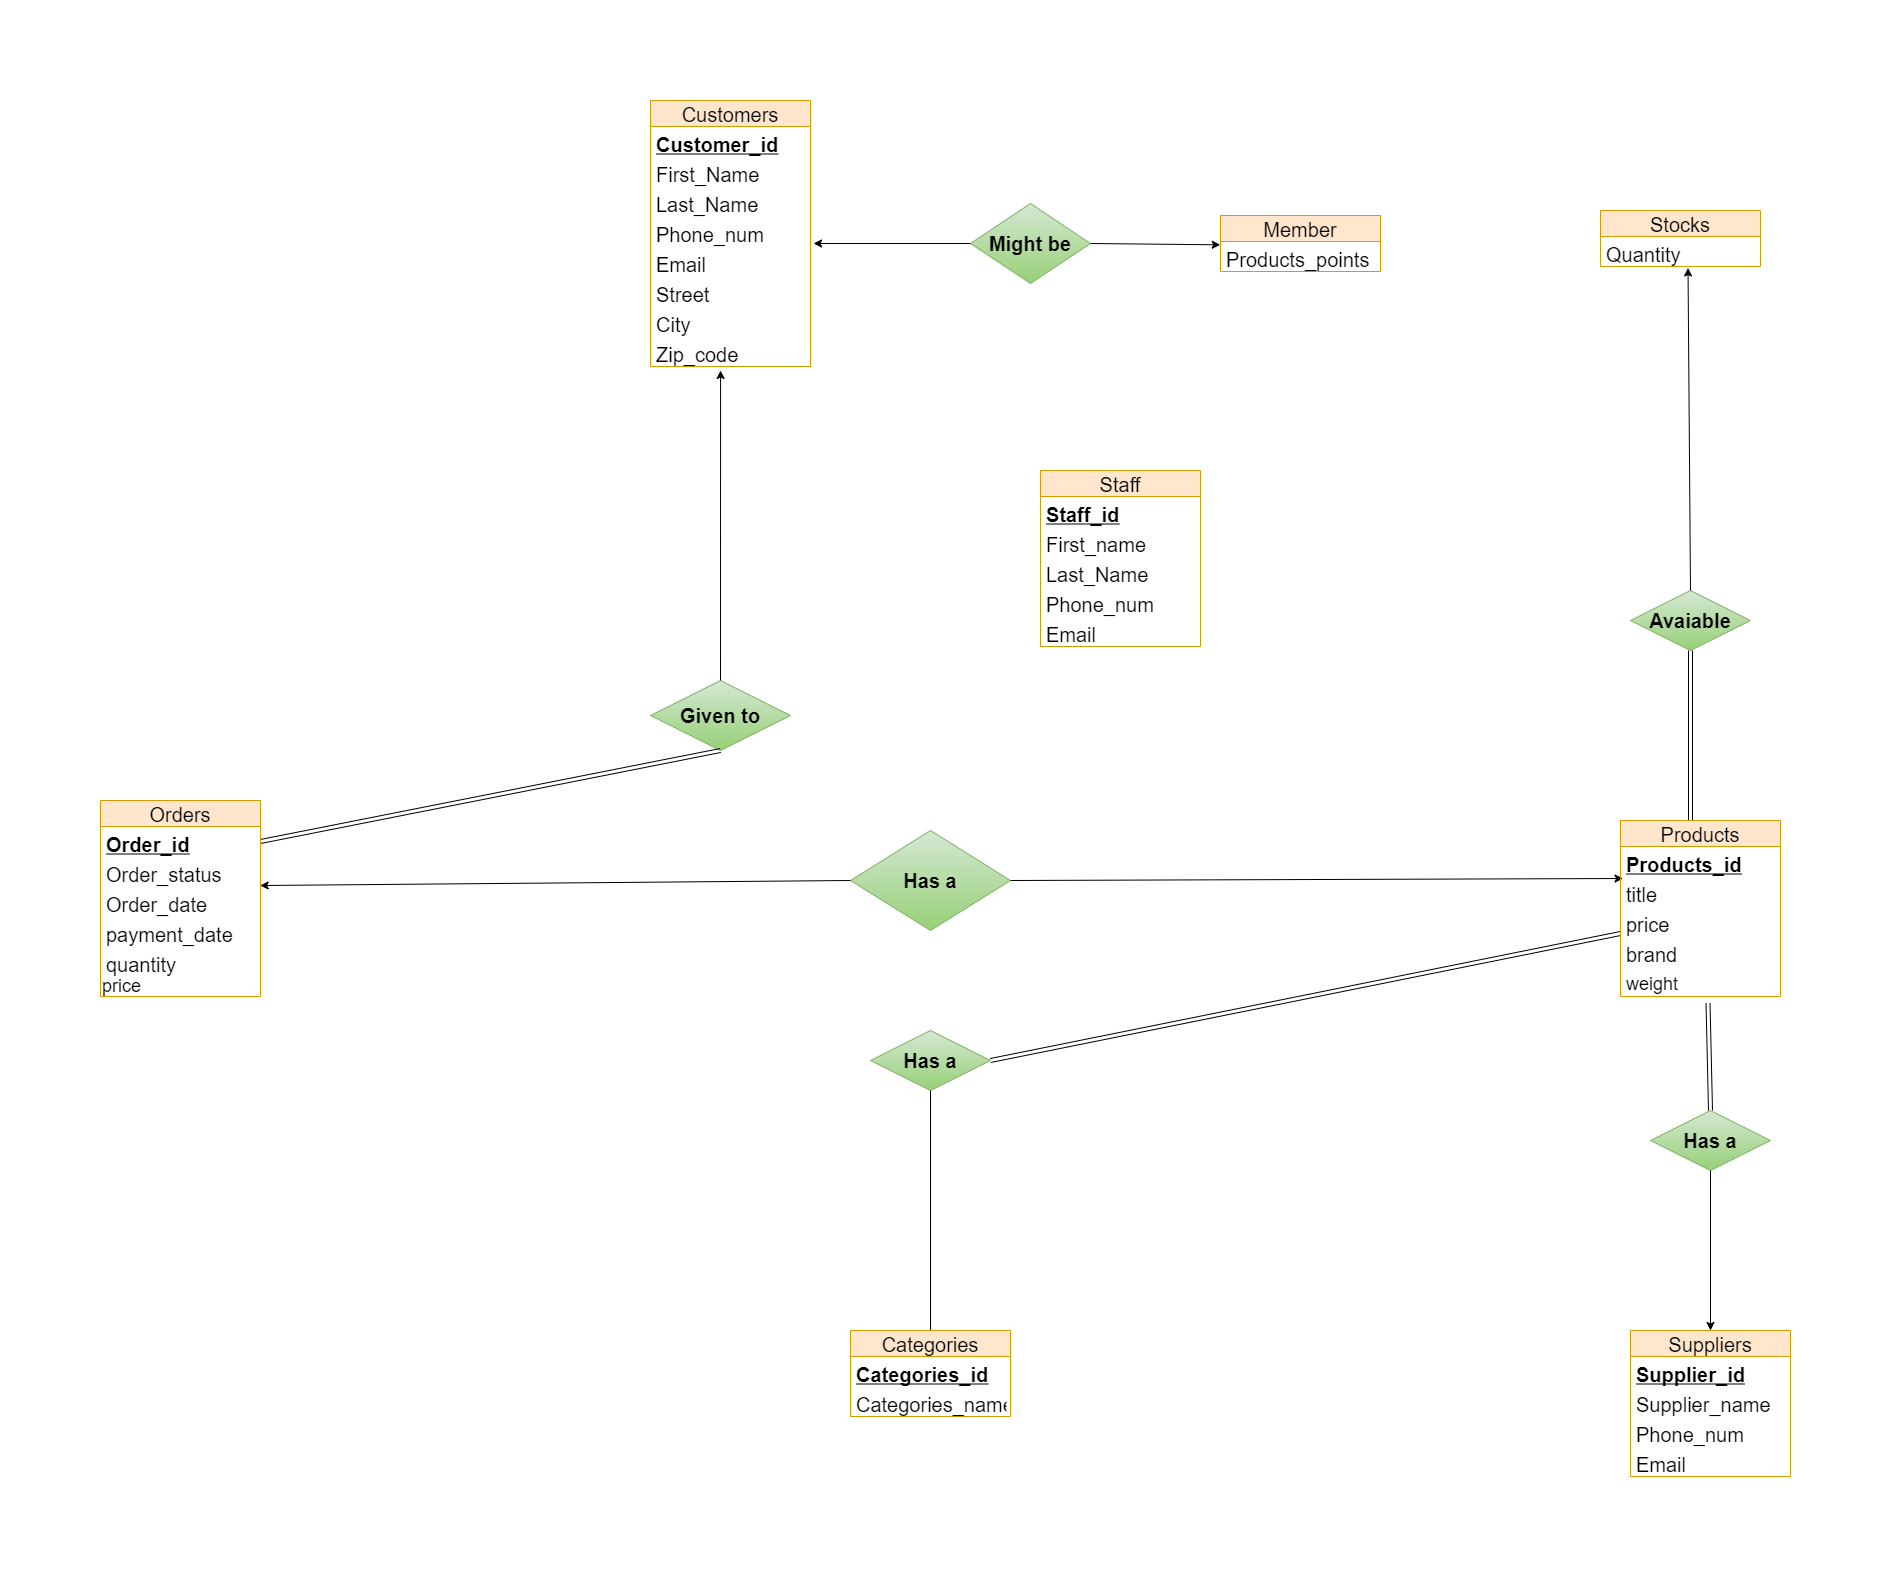 Customers
Customer_id
First_Name
Last_Name
Phone_num
Email
Street
City
Zip_code
Might be
Member
Products_points
Stocks
Quantity
Staff
Staff_id
First_name
Last_Name
Phone_num
Email
Avaiable
Given to
Orders
Order_id
Order_status
Order_date
payment_date
quantity
price
Has a
Products
Products_id
title
price
brand
weight
Has a
Has a
Categories
Categories_id
Categories_name
Suppliers
Supplier_id
Supplier_name
Phone_num
Email